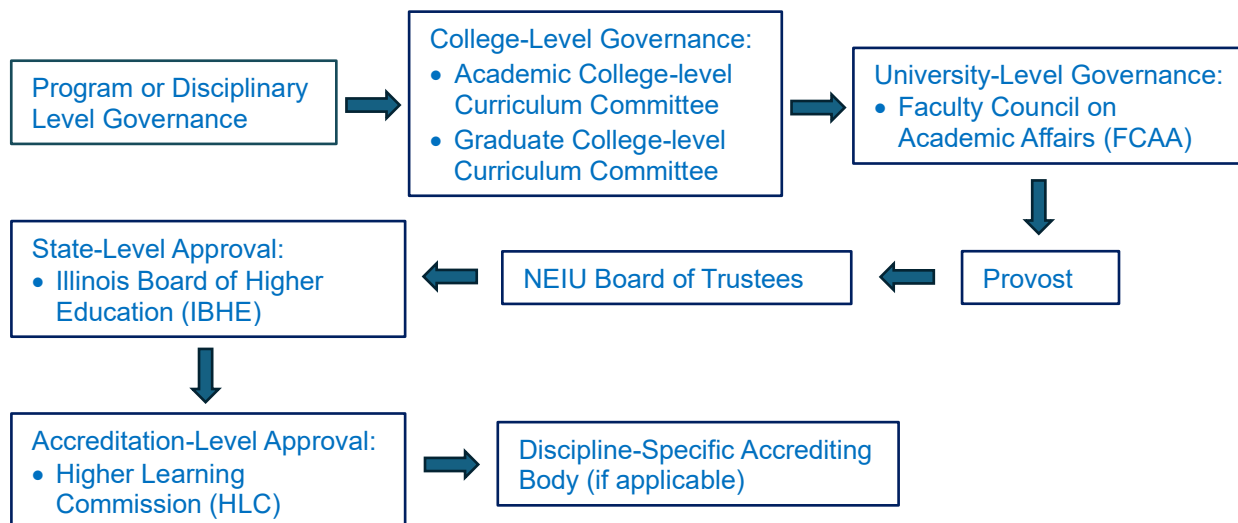 Program or Disciplinary
Level Governance
College-Level Governance:
• Academic College-level
Curriculum Committee
• Graduate College-level
Curriculum Committee
University-Level Governance:
• Faculty Council on
Academic Affairs (FCAA)
Provost
NEIU Board of Trustees
State-Level Approval:
• Illinois Board of Higher
Education (IBHE)
Accreditation-Level Approval:
• Higher Learning
Commission (HLC)
Discipline-Specific Accrediting
Body (if applicable)